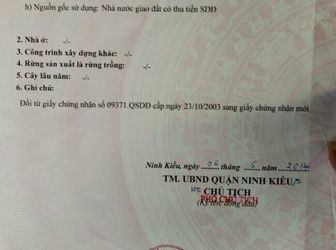 h) Nguồn gốc sử dụng: Nhà nước giao đất có thu tiền SDĐ
2. Nhà ở: -/-
3. Công trình xây dựng khác: -/-
4. Rừng sản xuất là rừng trồng: -/-
5. Cây lâu năm: -/-
6. Ghi chú:
Đổi từ giấy chứng nhận số 09371.QSDĐ cấp ngày 23/10/2003 sang giấy chứng nhận mới
Ninh Kiều, ngày 06 tháng 5 năm 2014
TM. UBND QUẬN NINH KIỀU
CHỦ TỊCH
PHÓ CHỦ TỊCH